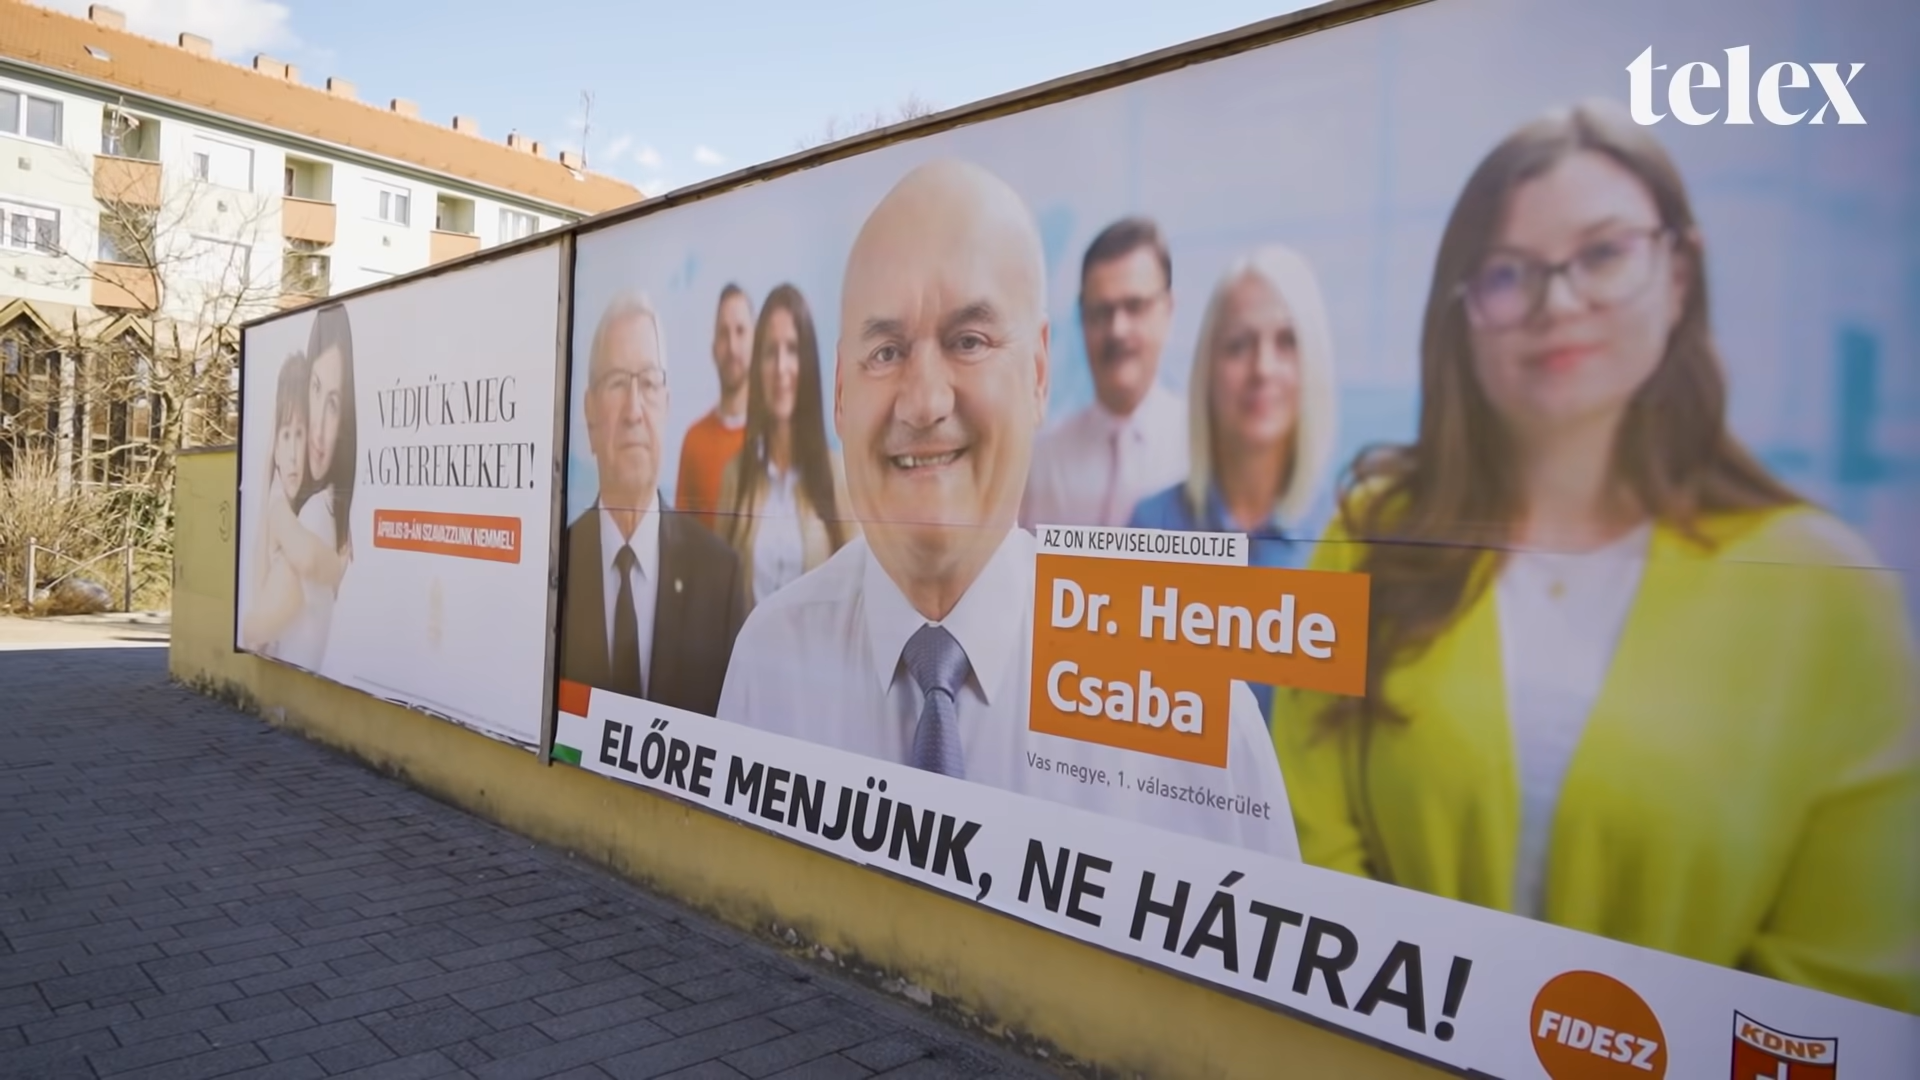 telex
VÉDJÜK MEG
A GYEREKEKET!
ÁPRILIS 3-ÁN SZAVAZZUNK NEMMEL!
AZ ÖN KÉPVISELŐJELÖLTJE
Dr. Hende
Csaba
Vas megye, 1. választókerület
ELŐRE MENJÜNK, NE HÁTRA!
FIDESZ
KDNP